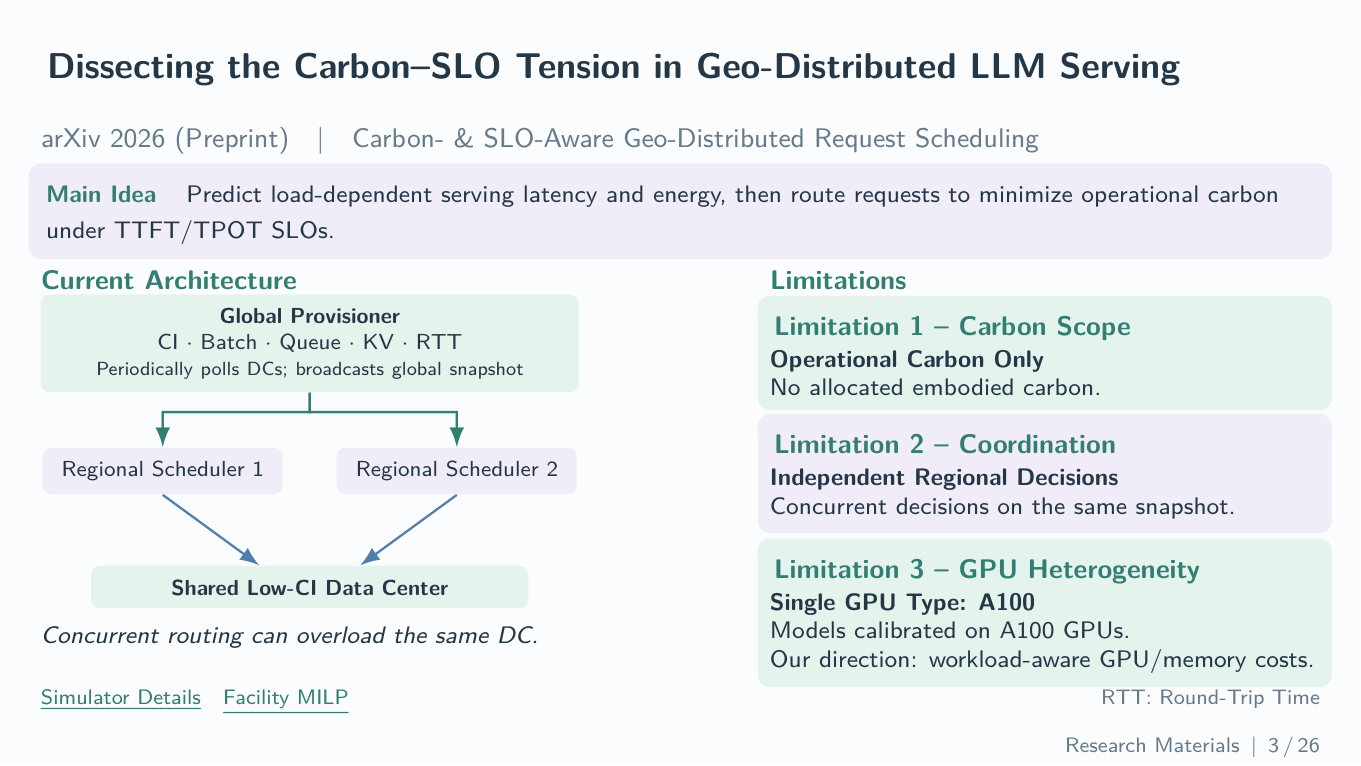 Dissecting the Carbon–SLO Tension in Geo-Distributed LLM Serving
arXiv 2026 (Preprint) | Carbon- & SLO-Aware Geo-Distributed Request Scheduling
Main Idea Predict load-dependent serving latency and energy, then route requests to minimize operational carbon
under TTFT/TPOT SLOs.
Current Architecture
Global Provisioner
CI · Batch · Queue · KV · RTT
Periodically polls DCs; broadcasts global snapshot
Regional Scheduler 1
Regional Scheduler 2
Shared Low-CI Data Center
Concurrent routing can overload the same DC.
Simulator Details Facility MILP
Limitations
Limitation 1 – Carbon Scope
Operational Carbon Only
No allocated embodied carbon.
Limitation 2 – Coordination
Independent Regional Decisions
Concurrent decisions on the same snapshot.
Limitation 3 – GPU Heterogeneity
Single GPU Type: A100
Models calibrated on A100 GPUs.
Our direction: workload-aware GPU/memory costs.
RTT: Round-Trip Time
Research Materials | 3 / 26